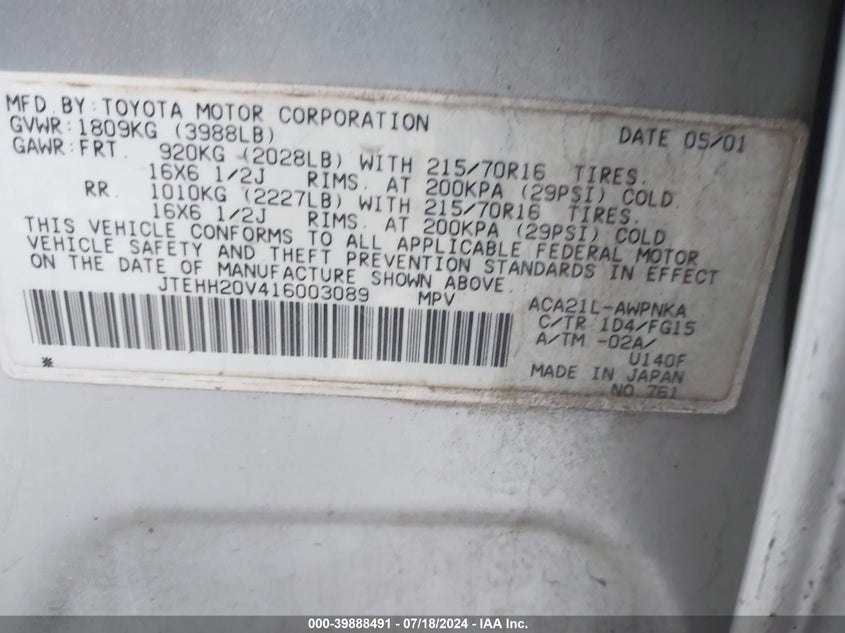 MFD. BY: TOYOTA MOTOR CORPORATION DATE 05/01
GVWR: 1809KG (3988LB)
GAWR: FRT. 920KG (2028LB) WITH 215/70R16 TIRES.
16X6 1/2J RIMS. AT 200KPA (29PSI) COLD.
RR. 1010KG (2227LB) WITH 215/70R16 TIRES.
16X6 1/2J RIMS. AT 200KPA (29PSI) COLD
THIS VEHICLE CONFORMS TO ALL APPLICABLE FEDERAL MOTOR
VEHICLE SAFETY AND THEFT PREVENTION STANDARDS IN EFFECT
ON THE DATE OF MANUFACTURE SHOWN ABOVE.
JTEHH20V416003089 MPV
ACA21L-AWPNKA
C/TR 1D4/FG15
A/TM -02A/
U140F
MADE IN JAPAN
NO 761
*
000-39888491 - 07/18/2024 - IAA Inc.